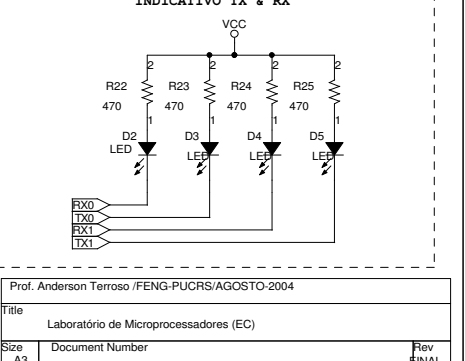 INDICATIVO TX & RX
VCC
2 2 2 2
R22 R23 R24 R25
470 470 470 470
1 1 1 1
D2 D3 D4 D5
LED LED LED LED
RX0
TX0
RX1
TX1
Prof. Anderson Terroso /FENG-PUCRS/AGOSTO-2004
Title
Laboratório de Microprocessadores (EC)
Size Document Number Rev
A3 FINAL